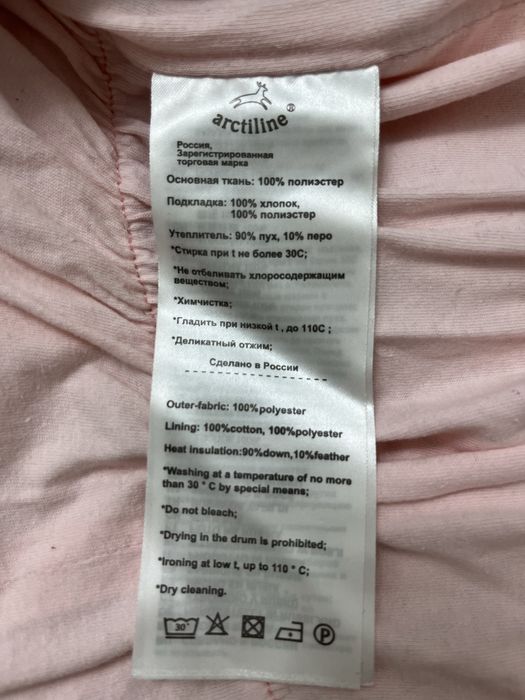 arctiline ®
Россия,
Зарегистрированная
торговая марка
Основная ткань: 100% полиэстер
Подкладка: 100% хлопок,
100% полиэстер
Утеплитель: 90% пух, 10% перо
*Стирка при t не более 30С;
*Не отбеливать хлоросодержащим
веществом;
*Химчистка;
*Гладить при низкой t , до 110С ;
*Деликатный отжим;
Сделано в России
Outer-fabric: 100%polyester
Lining: 100%cotton, 100%polyester
Heat insulation:90%down,10%feather
*Washing at a temperature of no more
than 30 ° C by special means;
*Do not bleach;
*Drying in the drum is prohibited;
*Ironing at low t, up to 110 ° C;
*Dry cleaning.
30° P